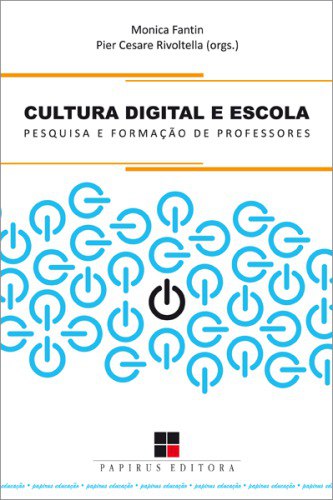 Monica Fantin
Pier Cesare Rivoltella (orgs.)
CULTURA DIGITAL E ESCOLA
PESQUISA E FORMAÇÃO DE PROFESSORES
PAPIRUS EDITORA
educação • papirus educação • papirus educação • papirus educação • papirus educação • papirus